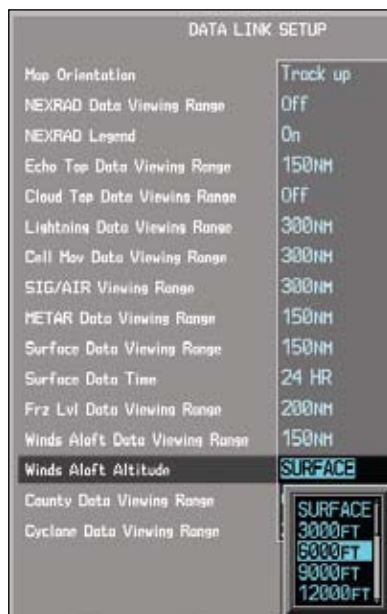 DATA LINK SETUP
Map Orientation Track up
NEXRAD Data Viewing Range Off
NEXRAD Legend On
Echo Top Data Viewing Range 150NM
Cloud Top Data Viewing Range Off
Lightning Data Viewing Range 300NM
Cell Mov Data Viewing Range 300NM
SIG/AIR Viewing Range 300NM
METAR Data Viewing Range 150NM
Surface Data Viewing Range 150NM
Surface Data Time 24 HR
Frz Lvl Data Viewing Range 200NM
Winds Aloft Data Viewing Range 150NM
Winds Aloft Altitude SURFACE
County Data Viewing Range
Cyclone Data Viewing Range
SURFACE
3000FT
6000FT
9000FT
12000FT